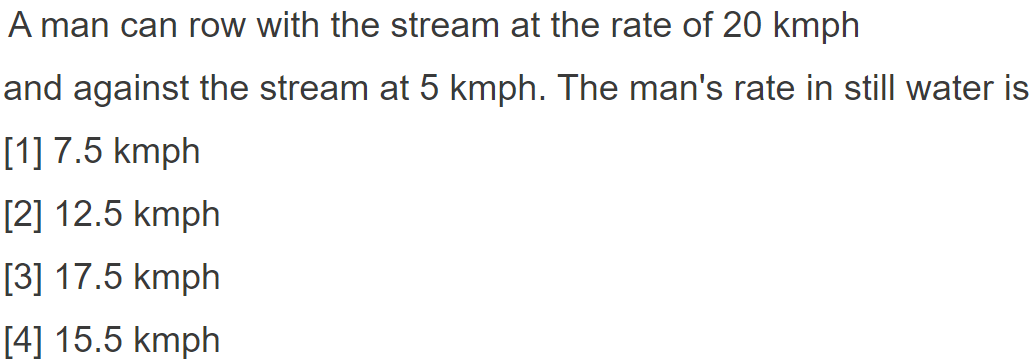 A man can row with the stream at the rate of 20 kmph
and against the stream at 5 kmph. The man's rate in still water is
[1] 7.5 kmph
[2] 12.5 kmph
[3] 17.5 kmph
[4] 15.5 kmph